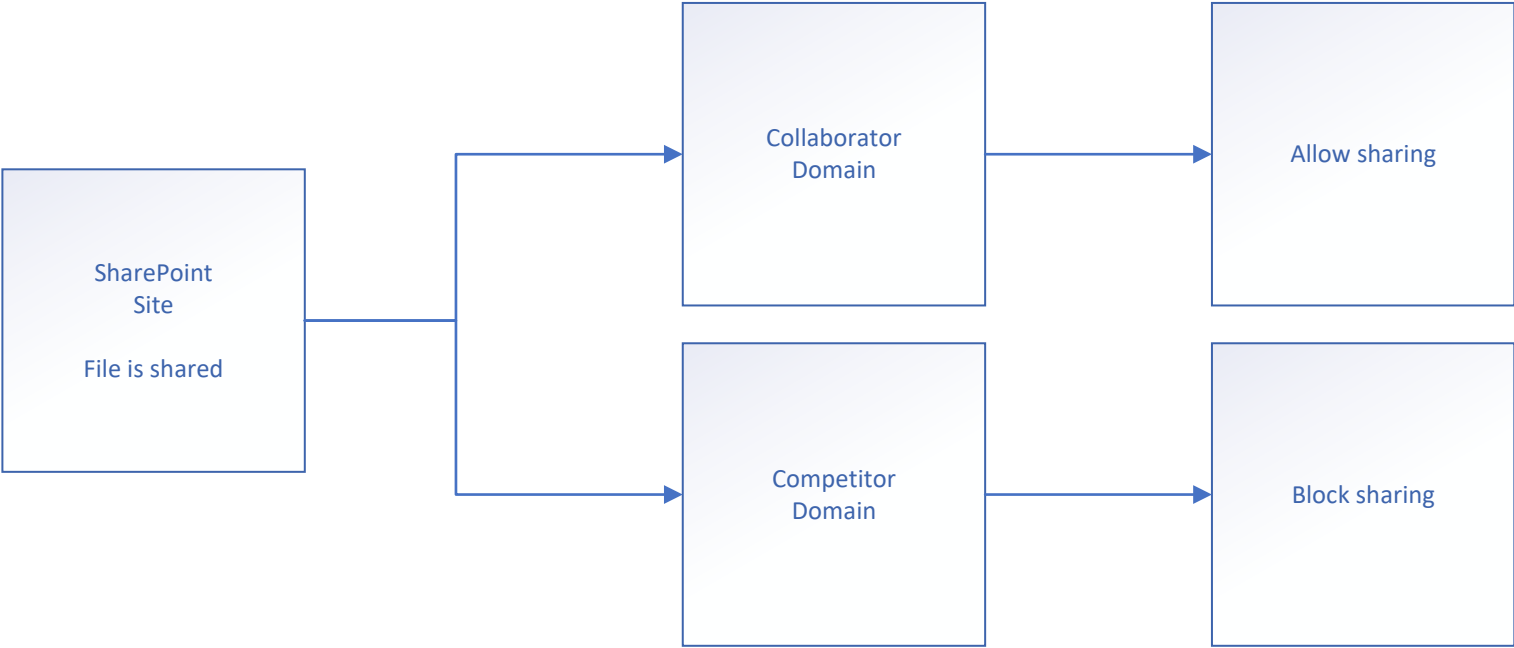 SharePoint
Site
File is shared
Collaborator
Domain
Allow sharing
Competitor
Domain
Block sharing